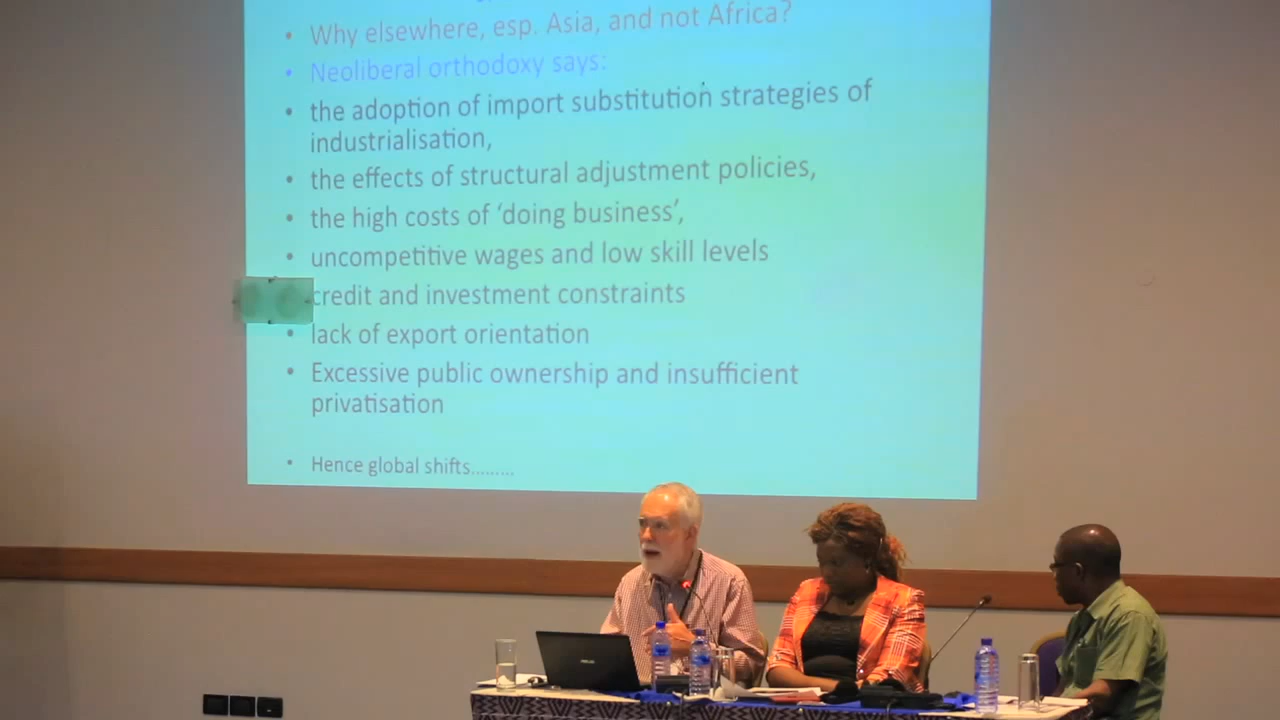 Why elsewhere, esp. Asia, and not Africa?
Neoliberal orthodoxy says:
the adoption of import substitution strategies of
industrialisation,
the effects of structural adjustment policies,
the high costs of ‘doing business’,
uncompetitive wages and low skill levels
credit and investment constraints
lack of export orientation
Excessive public ownership and insufficient
privatisation
Hence global shifts.........